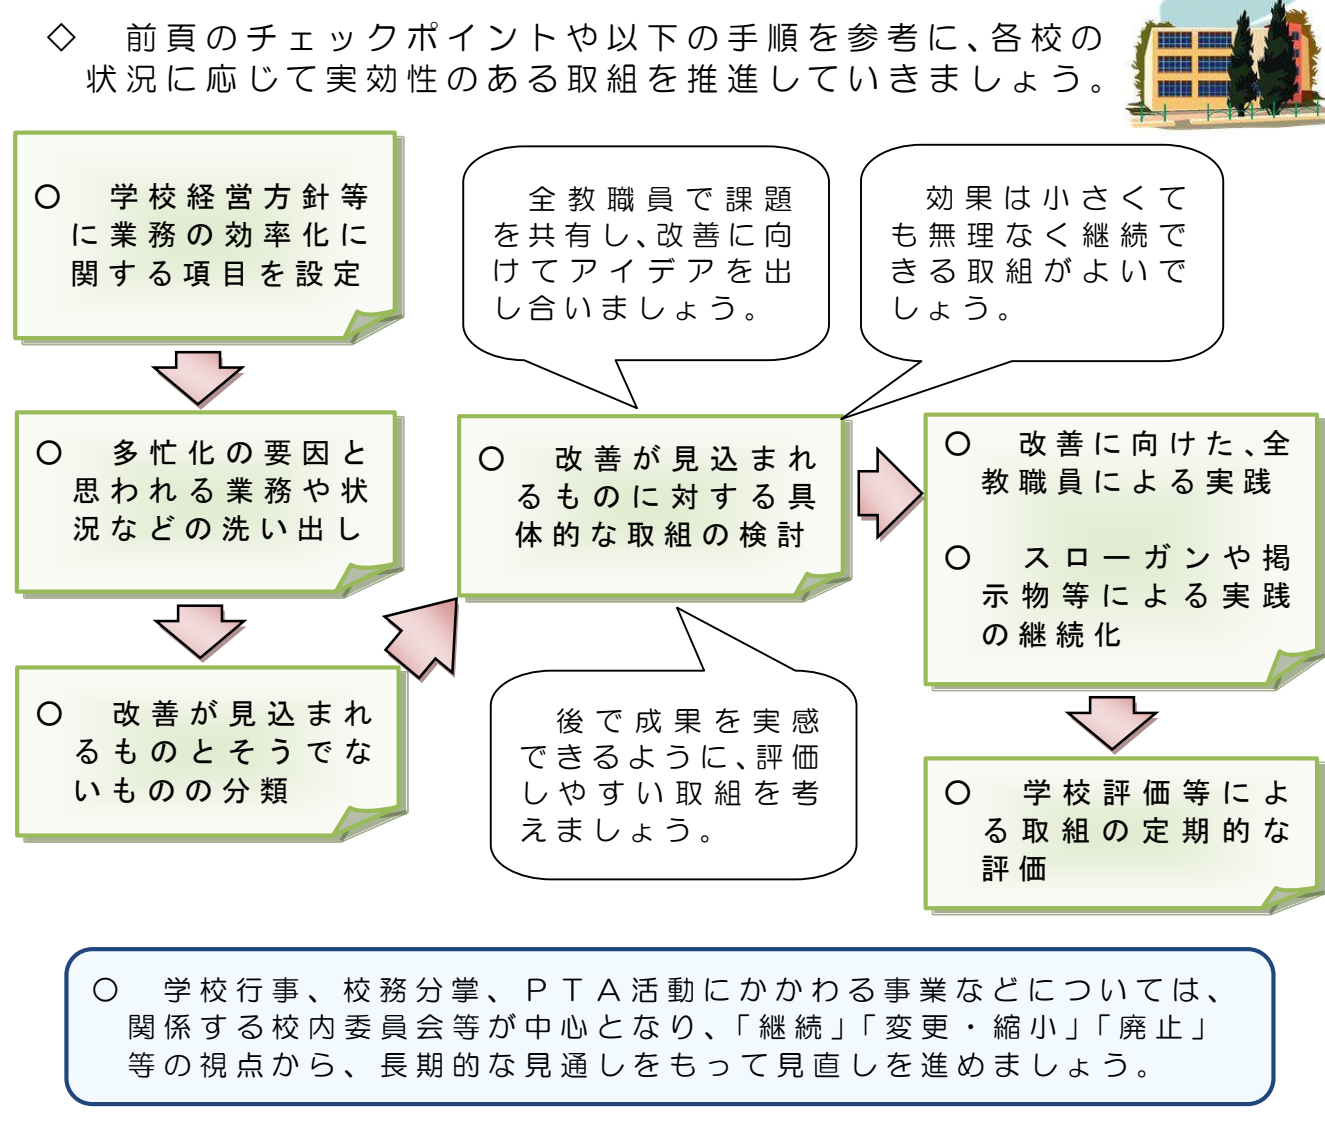 ◇　前頁のチェックポイントや以下の手順を参考に、各校の
状況に応じて実効性のある取組を推進していきましょう。
○　学校経営方針等
に業務の効率化に
関する項目を設定
○　多忙化の要因と
思われる業務や状
況などの洗い出し
○　改善が見込まれ
るものとそうでな
いものの分類
全教職員で課題
を共有し、改善に向
けてアイデアを出
し合いましょう。
効果は小さくて
も無理なく継続で
きる取組がよいで
しょう。
○　改善が見込まれ
るものに対する具
体的な取組の検討
後で成果を実感
できるように、評価
しやすい取組を考
えましょう。
○　改善に向けた、全
教職員による実践
○　スローガンや掲
示物等による実践
の継続化
○　学校評価等によ
る取組の定期的な
評価
○　学校行事、校務分掌、ＰＴＡ活動にかかわる事業などについては、
関係する校内委員会等が中心となり、「継続」「変更・縮小」「廃止」
等の視点から、長期的な見通しをもって見直しを進めましょう。